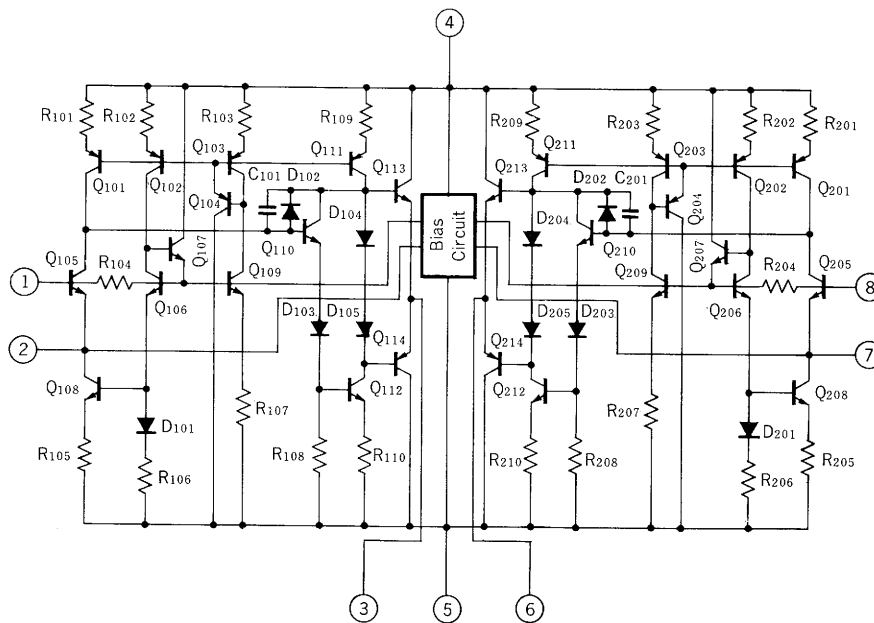 4
R101 R102 R103 R109 R209 R203 R202 R201
Q103 Q111 Q211 Q203
Q101 Q102 C101 D102 Q113 Q213 D202 C201 Q202 Q201
Q104 D104 D204 Q204
Q105 R104 Q107 Q110 Bias Circuit Q210 Q207 R204 Q205
1 Q106 Q109 Q209 Q206 8
2 D103 D105 Q114 Q214 D205 D203 7
Q108 Q112 Q212 Q208
D101 R107 R207 D201
R105 R106 R108 R110 R210 R208 R206 R205
3 5 6